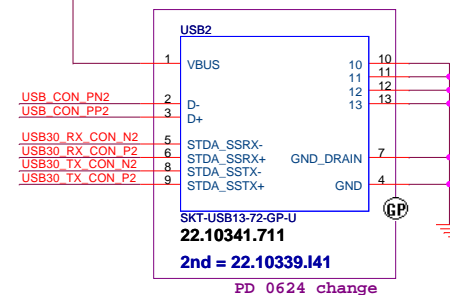 USB2
1 VBUS 10 10
11 11
12 12
13 13
USB_CON_PN2 2 D-
USB_CON_PP2 3 D+
USB30_RX_CON_N2 5 STDA_SSRX-
USB30_RX_CON_P2 6 STDA_SSRX+ GND_DRAIN 7
USB30_TX_CON_N2 8 STDA_SSTX-
USB30_TX_CON_P2 9 STDA_SSTX+ GND 4
GP
SKT-USB13-72-GP-U
22.10341.711
2nd = 22.10339.I41
PD 0624 change